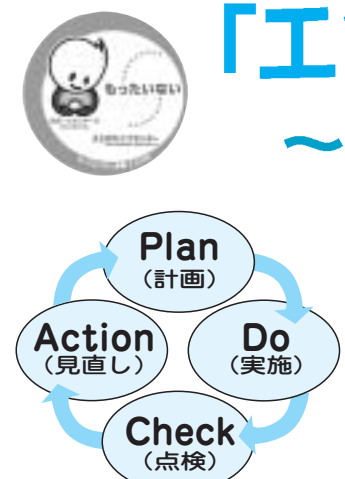 もったいない
「エ
～
Plan
（計画）
Action
（見直し）
Do
（実施）
Check
（点検）